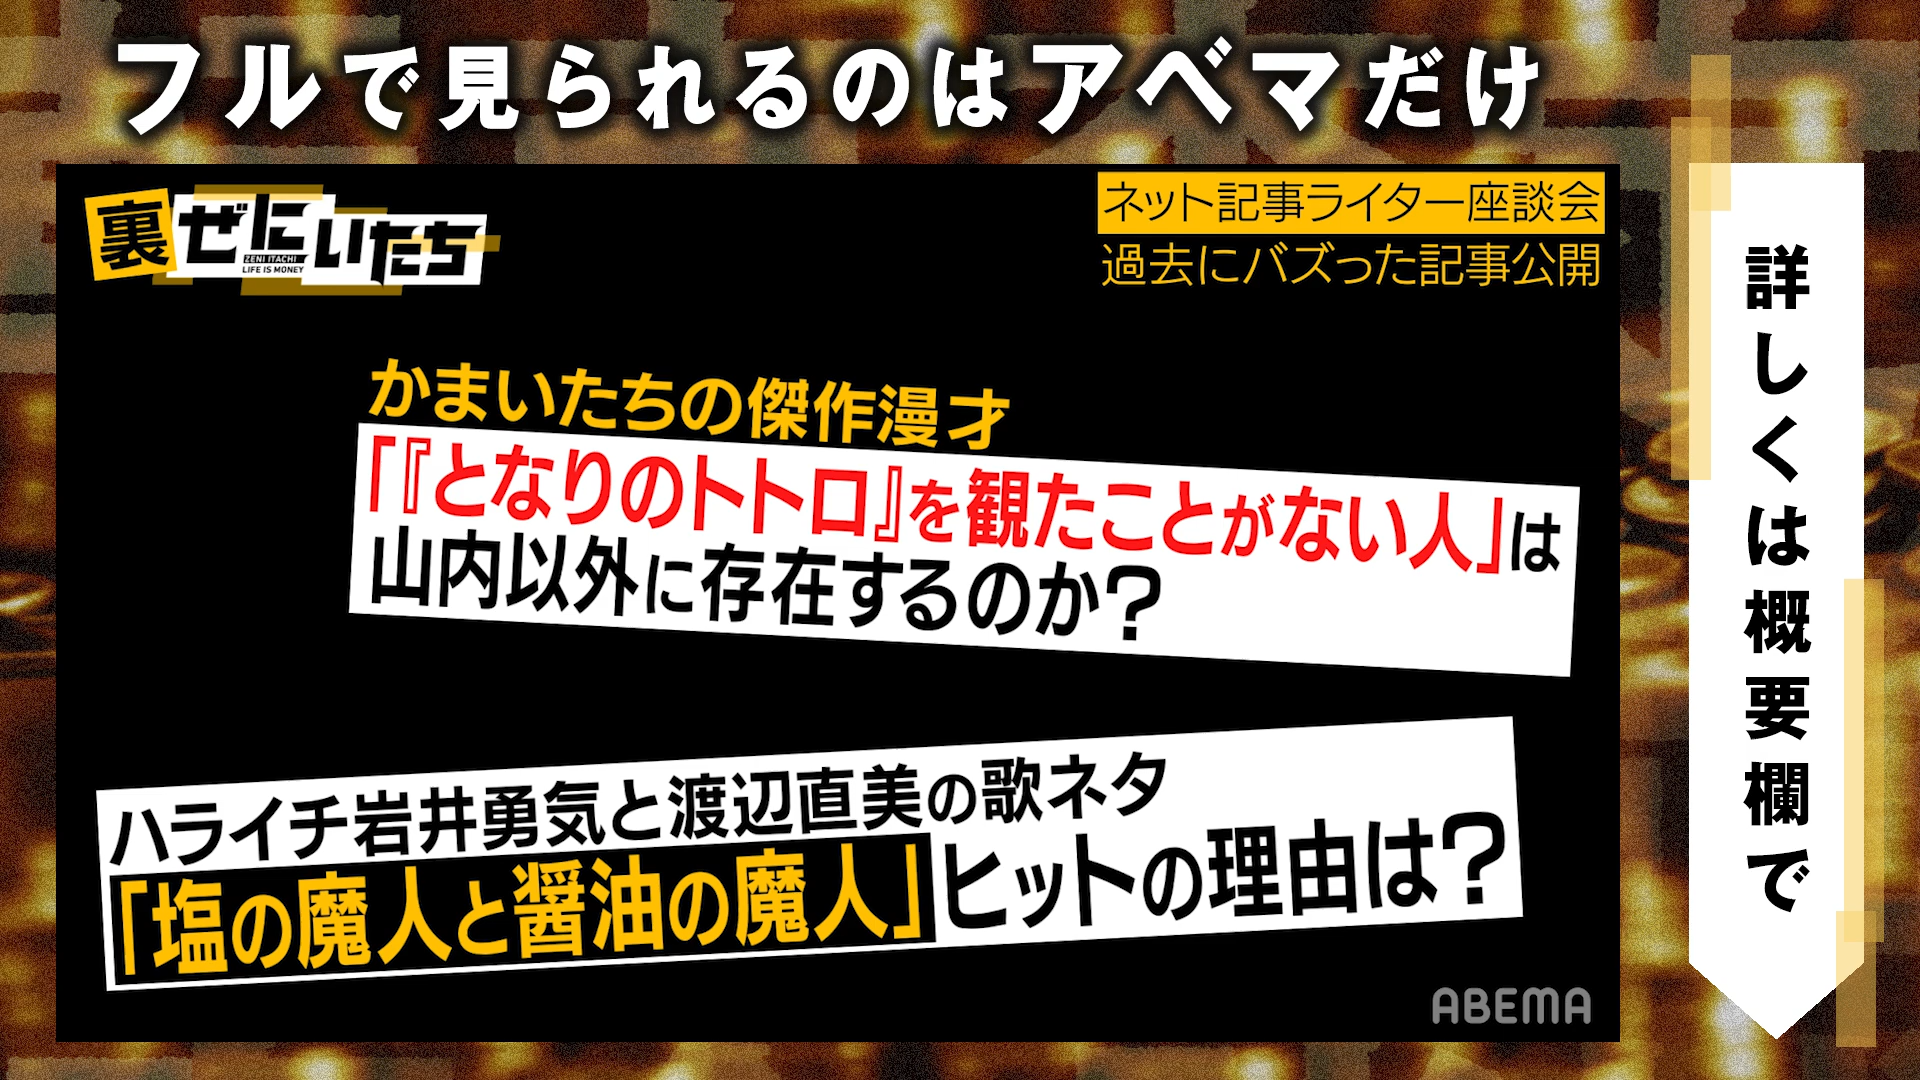 フルで見られるのはアベマだけ
裏ぜにいたち
ZENI ITACHI
LIFE IS MONEY
ネット記事ライター座談会
過去にバズった記事公開
かまいたちの傑作漫才
「『となりのトトロ』を観たことがない人」は
山内以外に存在するのか?
ハライチ岩井勇気と渡辺直美の歌ネタ
「塩の魔人と醤油の魔人」ヒットの理由は?
ABEMA
詳しくは概要欄で